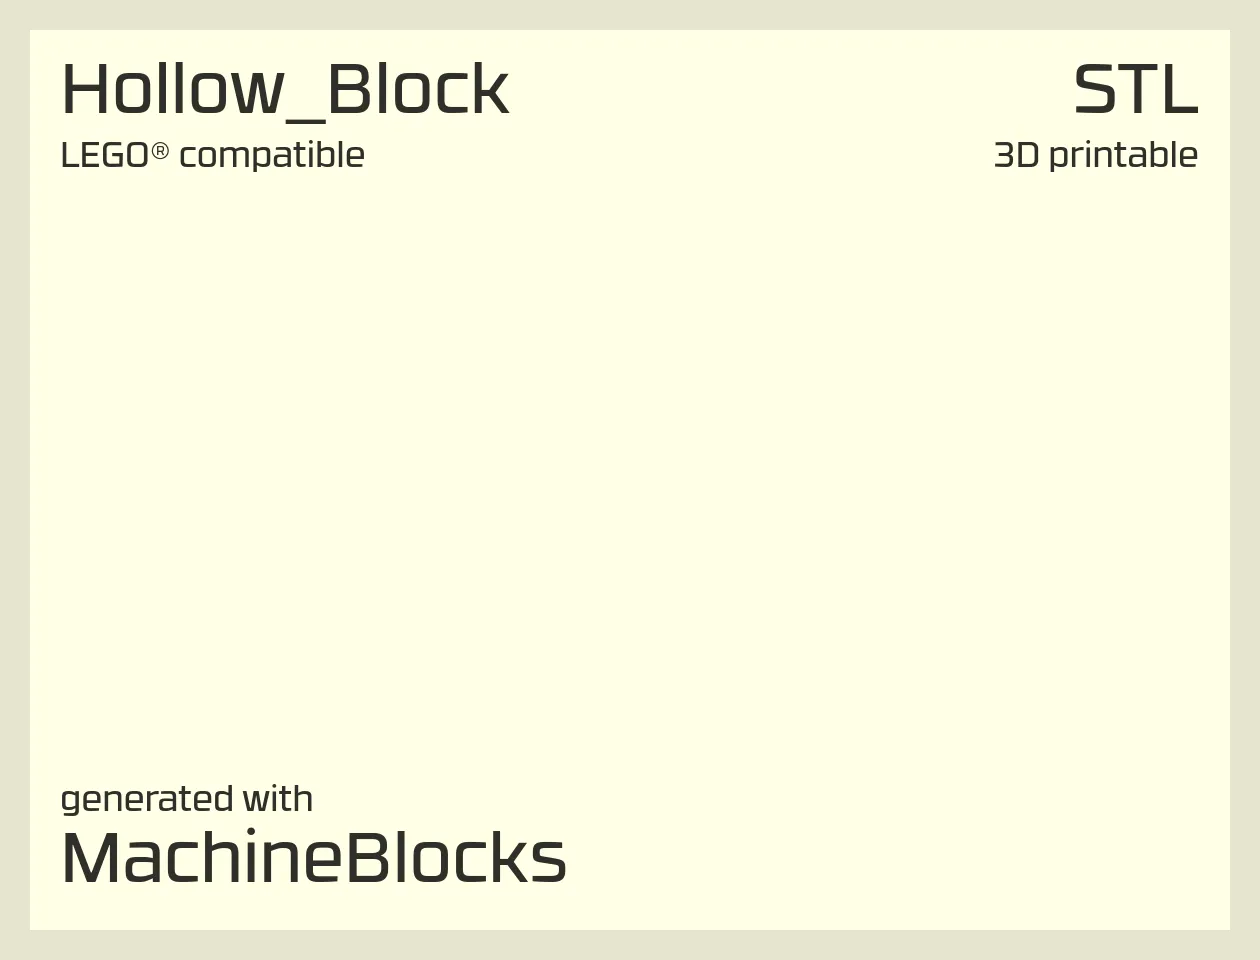 Hollow_Block
STL
LEGO® compatible
3D printable
generated with
MachineBlocks